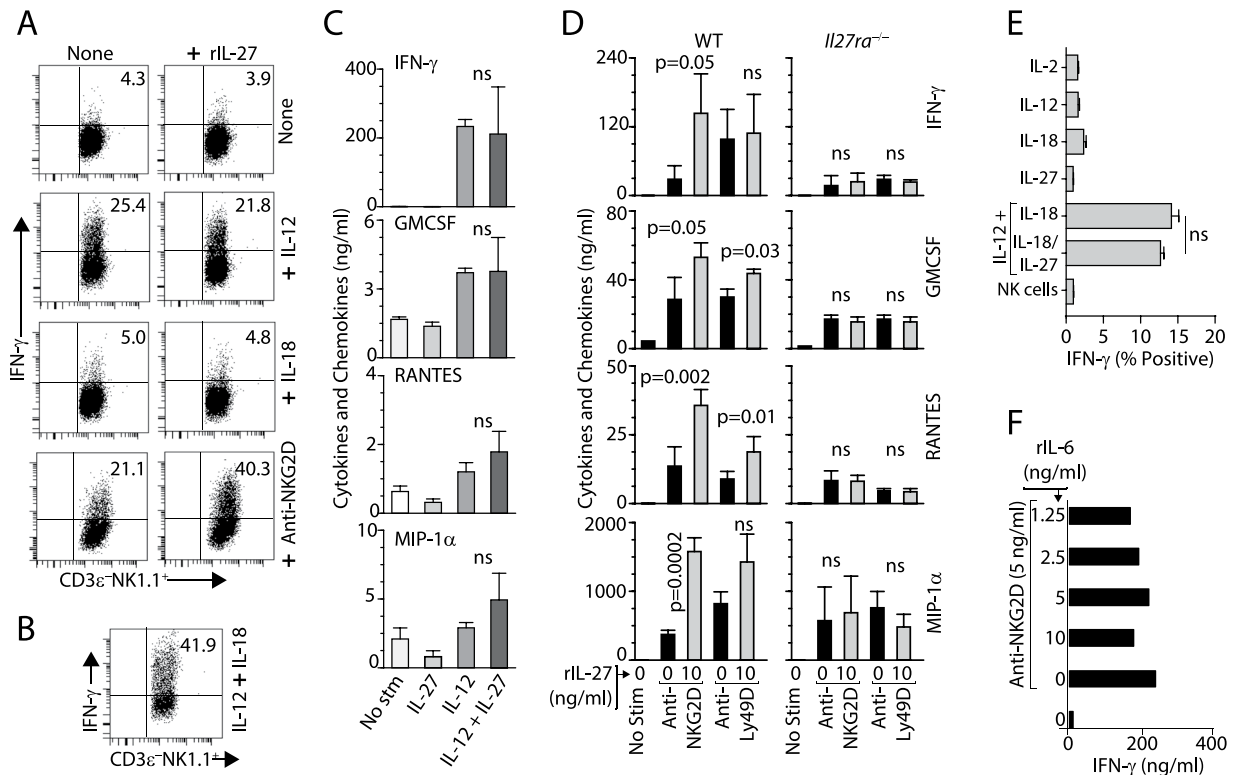 A
None
+ rIL-27
4.3
3.9
None
25.4
21.8
+ IL-12
5.0
4.8
+ IL-18
21.1
40.3
+ Anti-NKG2D
IFN-γ
CD3ε⁻NK1.1⁺
B
41.9
IL-12 + IL-18
IFN-γ
CD3ε⁻NK1.1⁺
C
Cytokines and Chemokines (ng/ml)
IFN-γ
ns
400
200
0
GMCSF
ns
6
3
0
RANTES
ns
4
2
0
MIP-1α
ns
10
5
0
No stm
IL-27
IL-12
IL-12 + IL-27
D
WT
Il27ra⁻/⁻
Cytokines and Chemokines (ng/ml)
240
120
0
p=0.05
ns
ns
ns
IFN-γ
80
40
0
p=0.05
p=0.03
ns
ns
GMCSF
50
25
0
p=0.002
p=0.01
ns
ns
RANTES
2000
1000
0
p=0.0002
ns
ns
ns
MIP-1α
rIL-27
(ng/ml)
0 0 10 0 10
0 0 10 0 10
No Stim
Anti-
NKG2D
Anti-
Ly49D
No Stim
Anti-
NKG2D
Anti-
Ly49D
E
IL-2
IL-12
IL-18
IL-27
IL-12 +
IL-18
IL-18/
IL-27
ns
NK cells
0 5 10 15 20
IFN-γ (% Positive)
F
rIL-6
(ng/ml)
Anti-NKG2D (5 ng/ml)
1.25
2.5
5
10
0
0
0 200 400
IFN-γ (ng/ml)